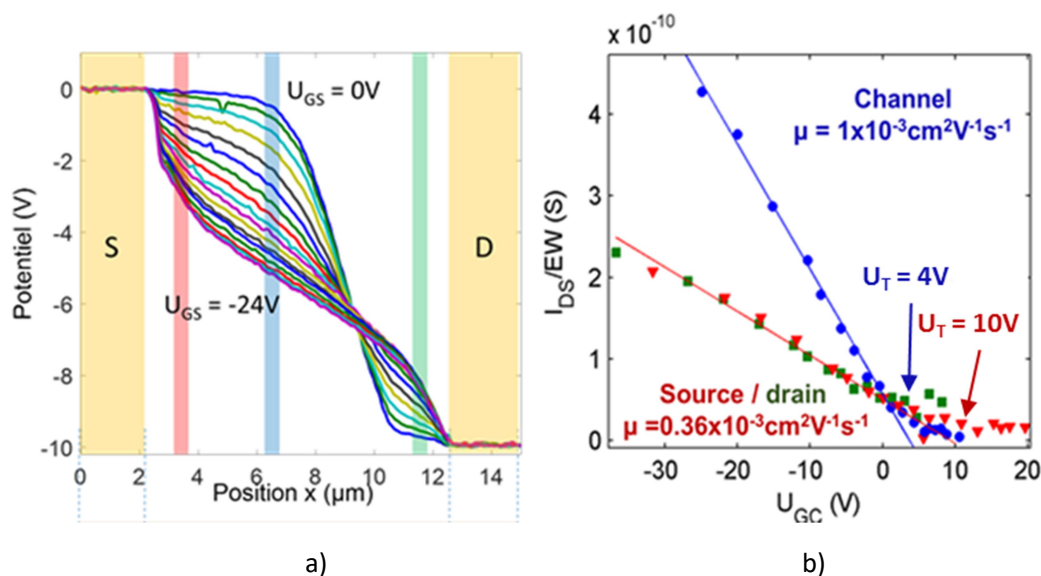 0
-2
-4
-6
-8
-10
Potentiel (V)
U_GS = 0V
S
D
U_GS = -24V
0 2 4 6 8 10 12 14
Position x (µm)
a)
x 10⁻¹⁰
4
3
2
1
0
I_DS/EW (S)
Channel
µ = 1x10⁻³cm²V⁻¹s⁻¹
U_T = 4V
U_T = 10V
Source / drain
µ =0.36x10⁻³cm²V⁻¹s⁻¹
-30 -20 -10 0 10 20
U_GC (V)
b)